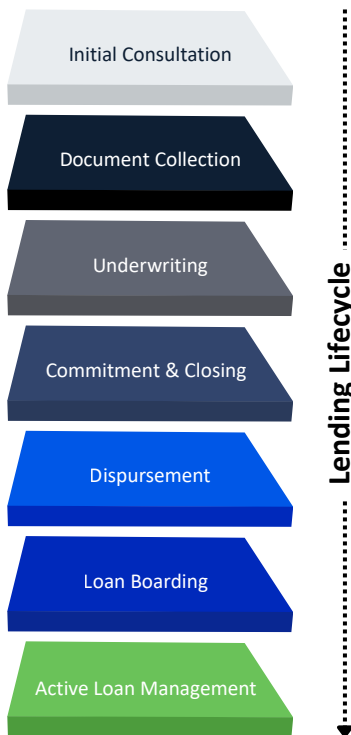 Initial Consultation
Document Collection
Underwriting
Commitment & Closing
Dispursement
Loan Boarding
Active Loan Management
Lending Lifecycle